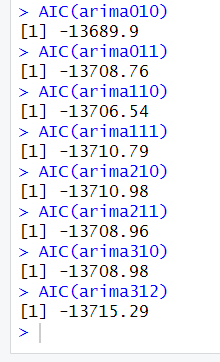 > AIC(arima010)
[1] -13689.9
> AIC(arima011)
[1] -13708.76
> AIC(arima110)
[1] -13706.54
> AIC(arima111)
[1] -13710.79
> AIC(arima210)
[1] -13710.98
> AIC(arima211)
[1] -13708.96
> AIC(arima310)
[1] -13708.98
> AIC(arima312)
[1] -13715.29
>